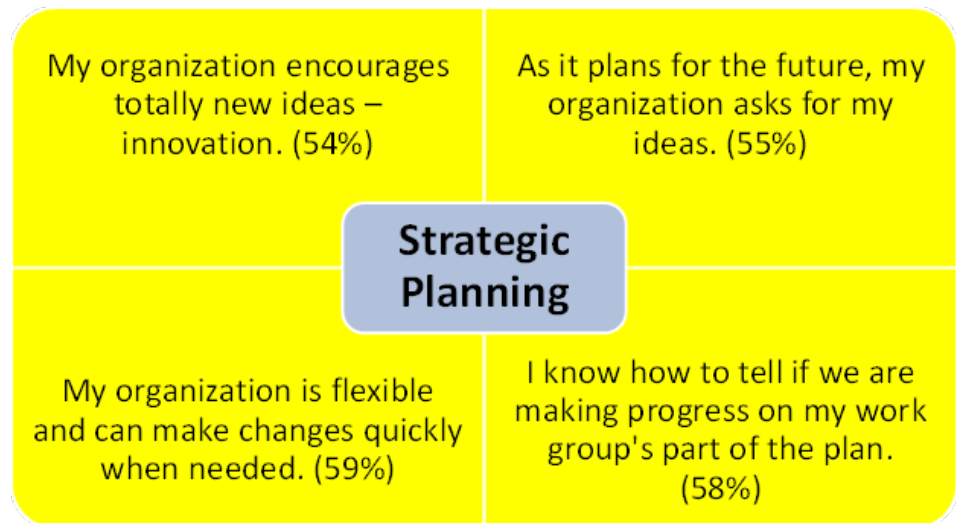 My organization encourages
totally new ideas –
innovation. (54%)
As it plans for the future, my
organization asks for my
ideas. (55%)
Strategic
Planning
My organization is flexible
and can make changes quickly
when needed. (59%)
I know how to tell if we are
making progress on my work
group's part of the plan.
(58%)